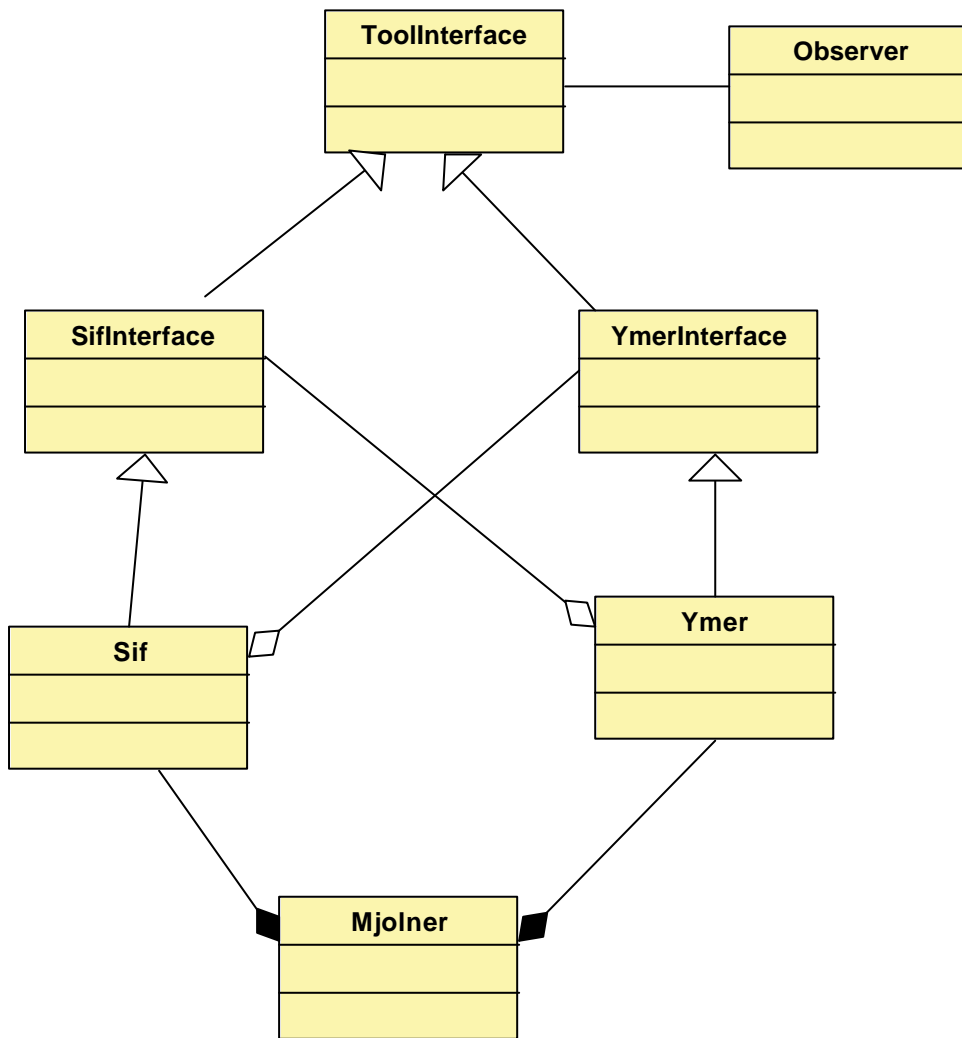 ToolInterface
Observer
SifInterface
YmerInterface
Sif
Ymer
Mjolner